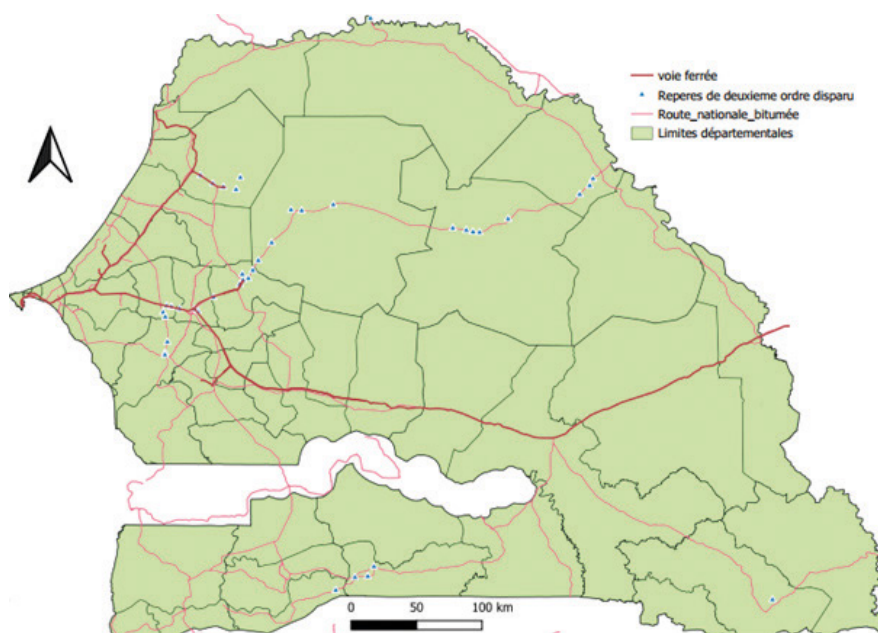 voie ferrée
Reperes de deuxieme ordre disparu
Route_nationale_bitumée
Limites départementales
0 50 100 km